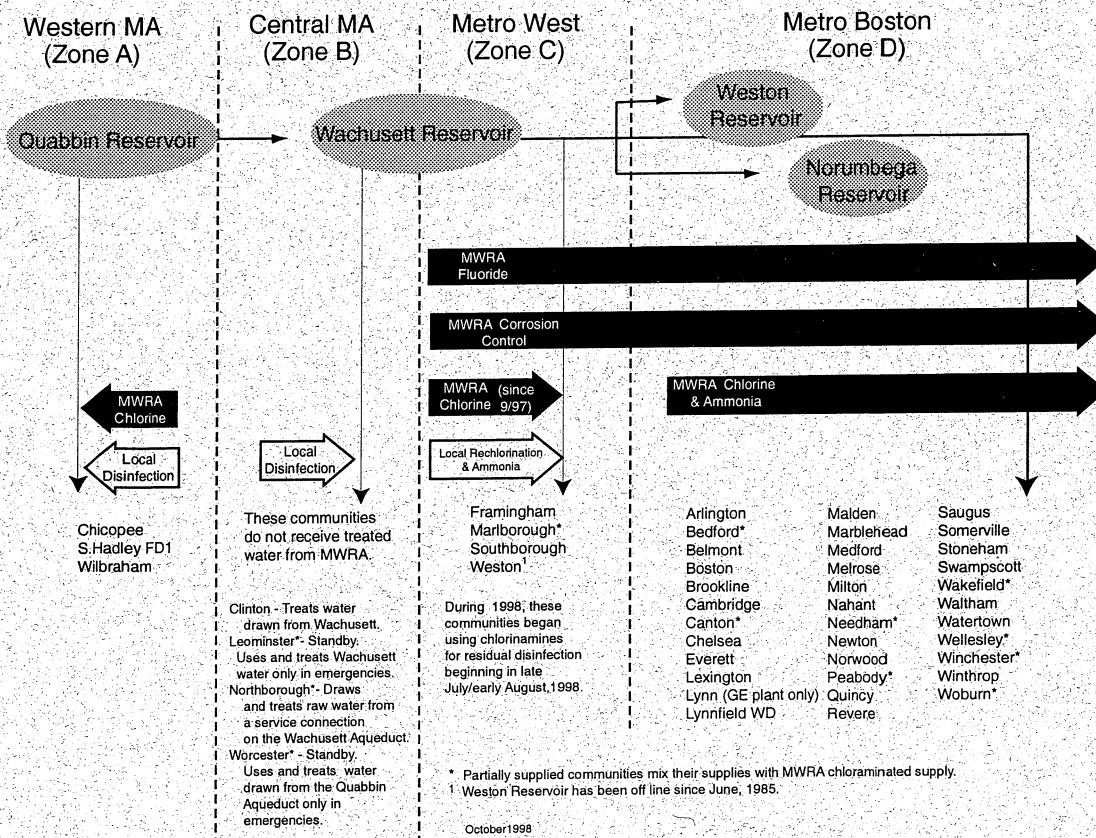 Western MA
(Zone A)
Central MA
(Zone B)
Metro West
(Zone C)
Metro Boston
(Zone D)
Quabbin Reservoir
Wachusett Reservoir
Weston
Reservoir
Norumbega
Reservoir
MWRA
Fluoride
MWRA Corrosion
Control
MWRA
Chlorine
MWRA (since
Chlorine 9/97)
MWRA Chlorine
& Ammonia
Local
Disinfection
Local
Disinfection
Local Rechlorination
& Ammonia
Chicopee
S.Hadley FD1
Wilbraham
These communities
do not receive treated
water from MWRA.
Clinton - Treats water
drawn from Wachusett.
Leominster*- Standby.
Uses and treats Wachusett
water only in emergencies.
Northborough*- Draws
and treats raw water from
a service connection
on the Wachusett Aqueduct.
Worcester* - Standby.
Uses and treats water
drawn from the Quabbin
Aqueduct only in
emergencies.
Framingham
Marlborough*
Southborough
Weston¹
During 1998, these
communities began
using chlorinamines
for residual disinfection
beginning in late
July/early August,1998.
Arlington
Bedford*
Belmont
Boston
Brookline
Cambridge
Canton*
Chelsea
Everett
Lexington
Lynn (GE plant only)
Lynnfield WD
Malden
Marblehead
Medford
Melrose
Milton
Nahant
Needham*
Newton
Norwood
Peabody*
Quincy
Revere
Saugus
Somerville
Stoneham
Swampscott
Wakefield*
Waltham
Watertown
Wellesley*
Winchester*
Winthrop
Woburn*
* Partially supplied communities mix their supplies with MWRA chloraminated supply.
¹ Weston Reservoir has been off line since June, 1985.
October1998